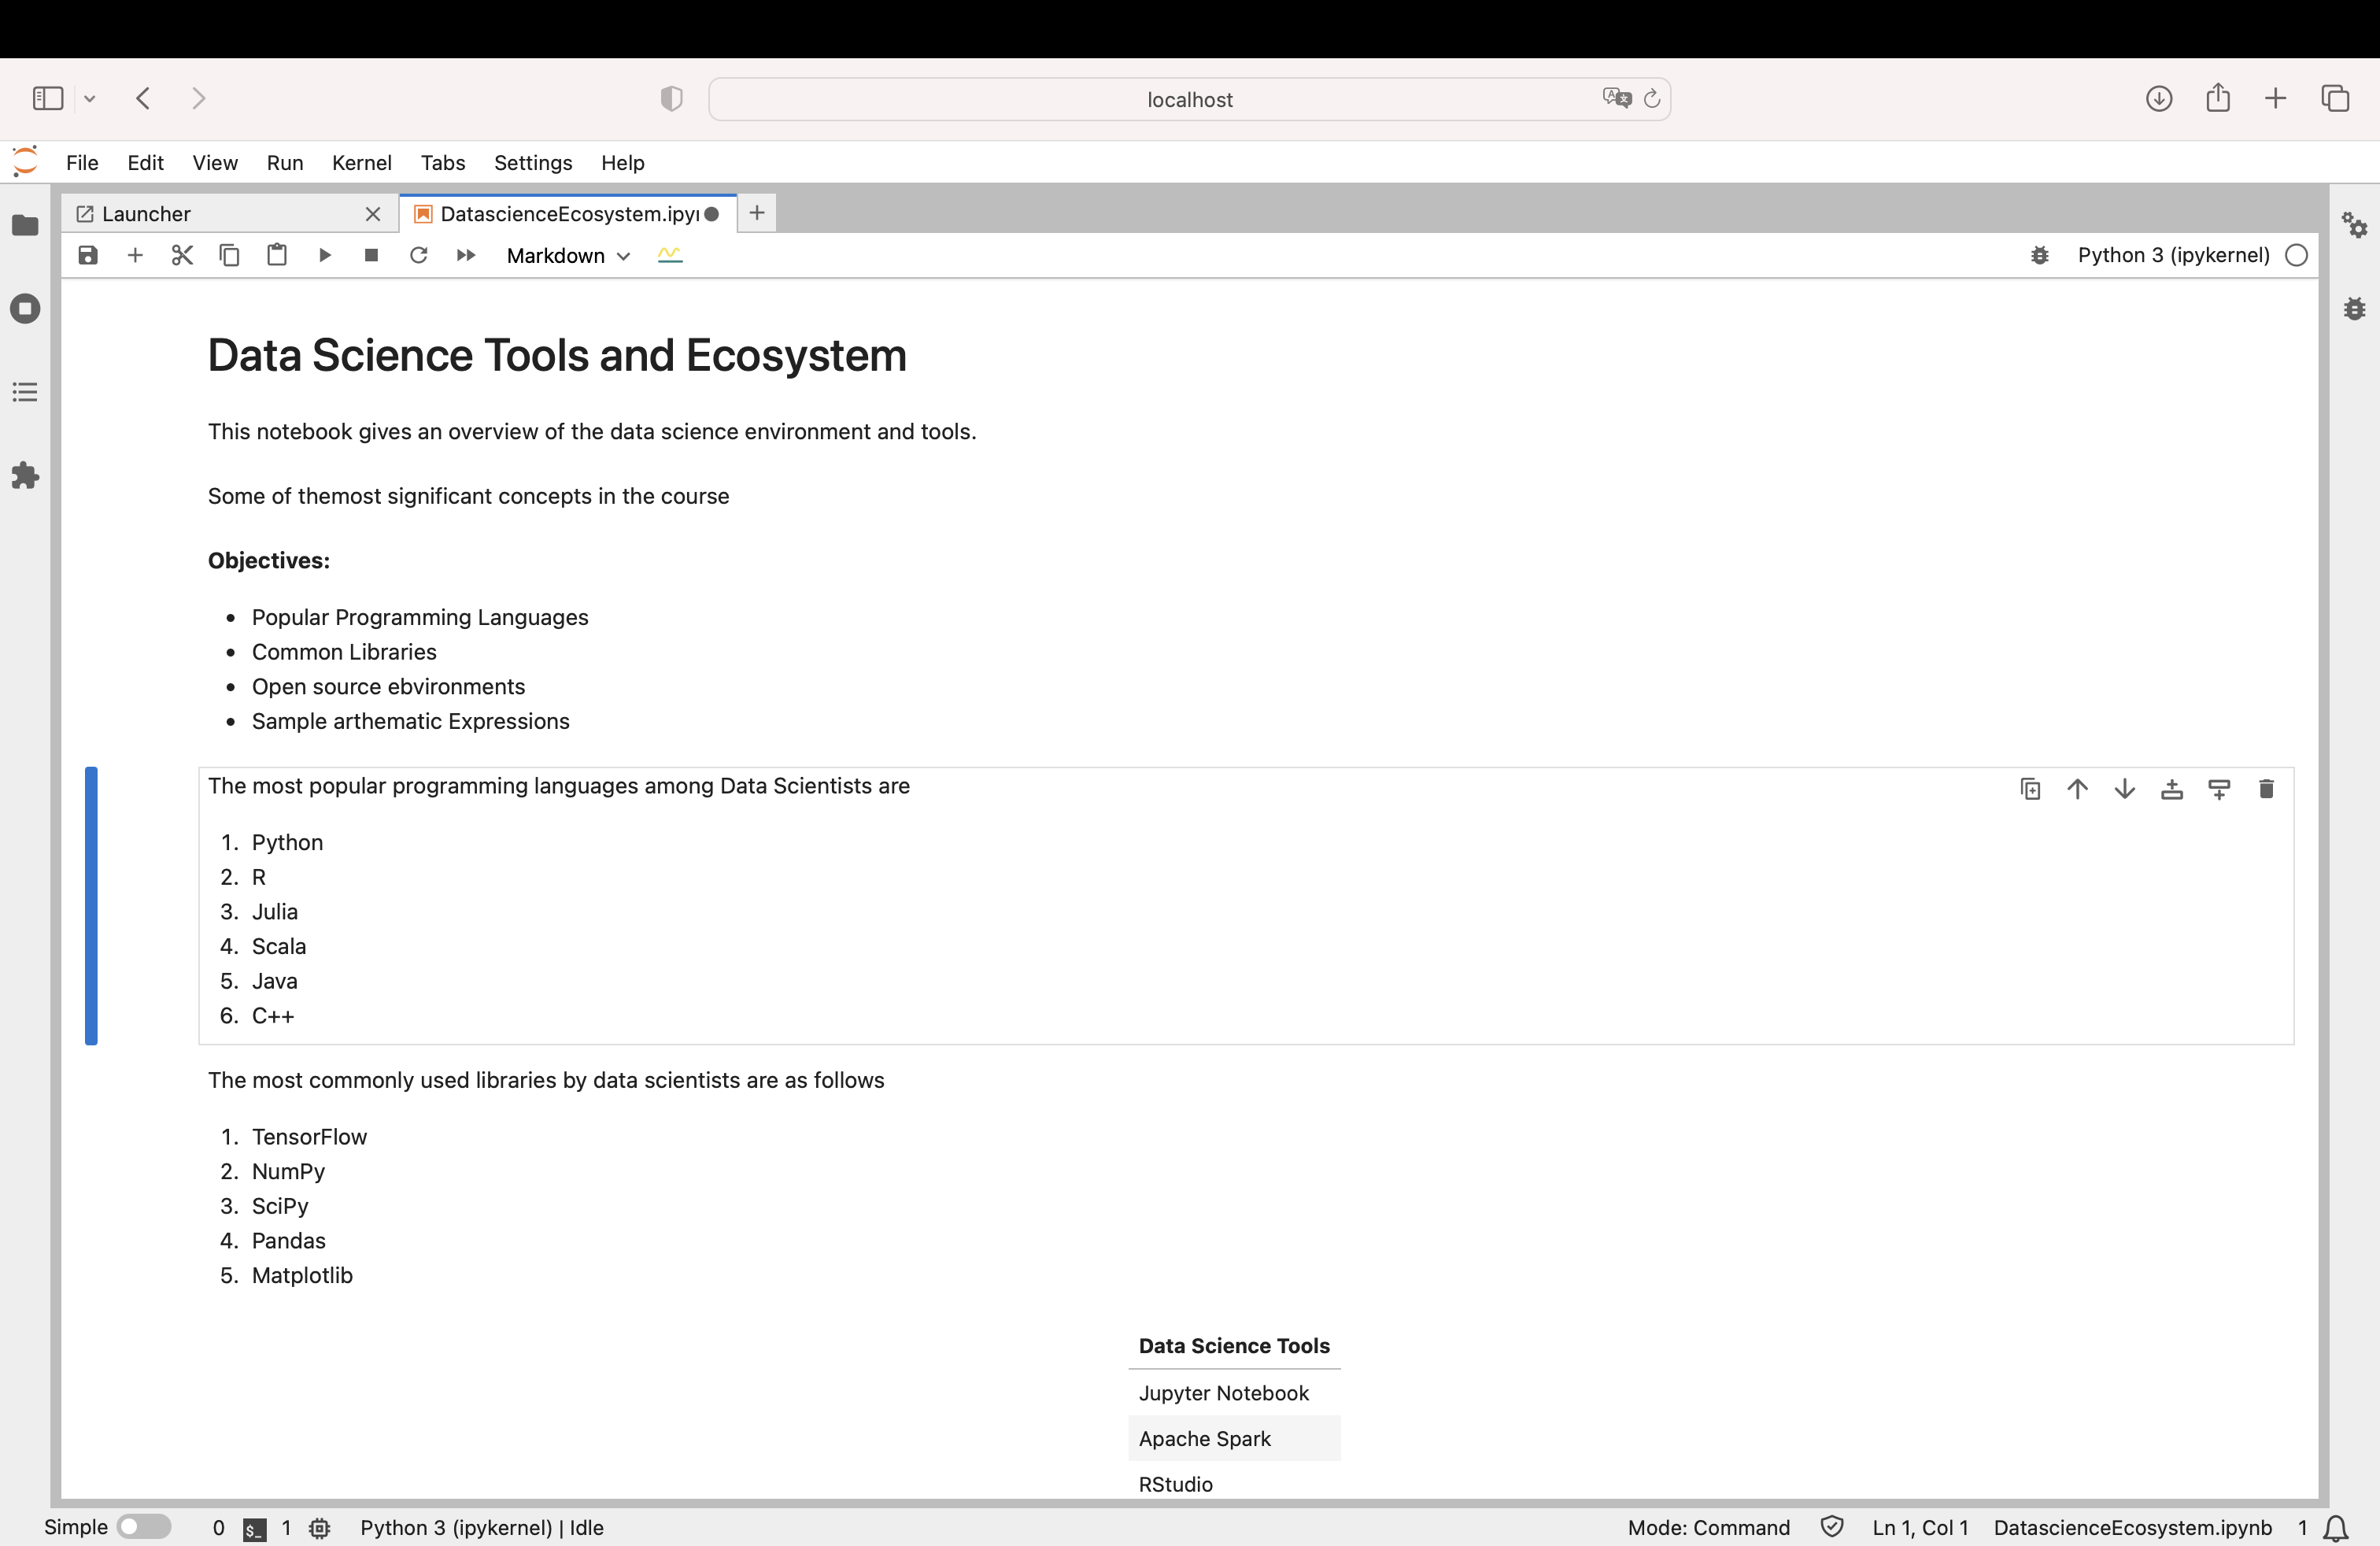 localhost
File Edit View Run Kernel Tabs Settings Help
Launcher DatascienceEcosystem.ipyn
Markdown Python 3 (ipykernel)
Data Science Tools and Ecosystem
This notebook gives an overview of the data science environment and tools.
Some of themost significant concepts in the course
Objectives:
• Popular Programming Languages
• Common Libraries
• Open source ebvironments
• Sample arthematic Expressions
The most popular programming languages among Data Scientists are
1. Python
2. R
3. Julia
4. Scala
5. Java
6. C++
The most commonly used libraries by data scientists are as follows
1. TensorFlow
2. NumPy
3. SciPy
4. Pandas
5. Matplotlib
Data Science Tools
Jupyter Notebook
Apache Spark
RStudio
Simple 0 $_ 1 Python 3 (ipykernel) | Idle Mode: Command Ln 1, Col 1 DatascienceEcosystem.ipynb 1